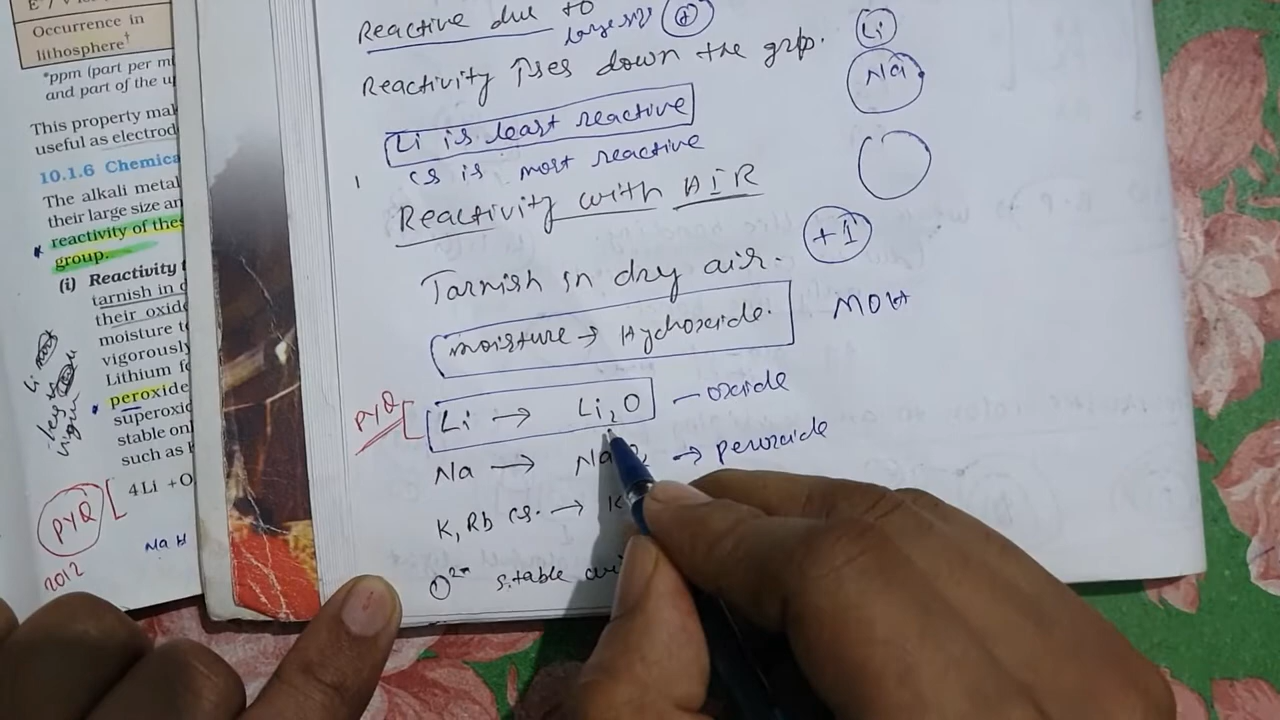 Occurrence in
lithosphere†
*ppm (part per m
and part of the u
This property mak
useful as electrod
10.1.6 Chemica
The alkali metal
their large size an
reactivity of thes
group.
(i) Reactivity
tarnish in d
their oxide
moisture t
vigorously
Lithium f
peroxide
superoxid
stable on
such as
4Li + O
PYQ
2012
Na H
Reactive due to
large size
Reactivity ↑ses down the grp.
Li is least reactive
Cs is most reactive
Reactivity with AIR
Tarnish in dry air.
moisture → Hydroxide.
PYQ
Li → Li2O — oxide
Na → Na → peroxide
K, Rb Cs. → K
stable
Li
Na
+1
MOH